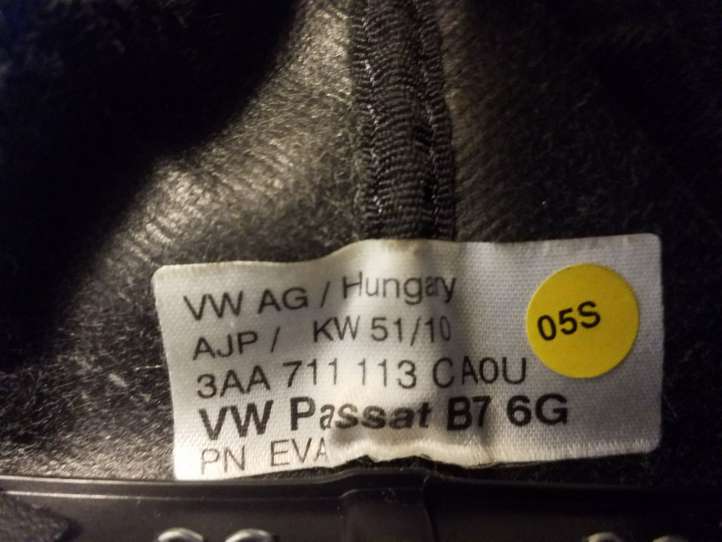 VW AG / Hungary
AJP / KW 51/10
05S
3AA 711 113 CA0U
VW Passat B7 6G
PN EVA